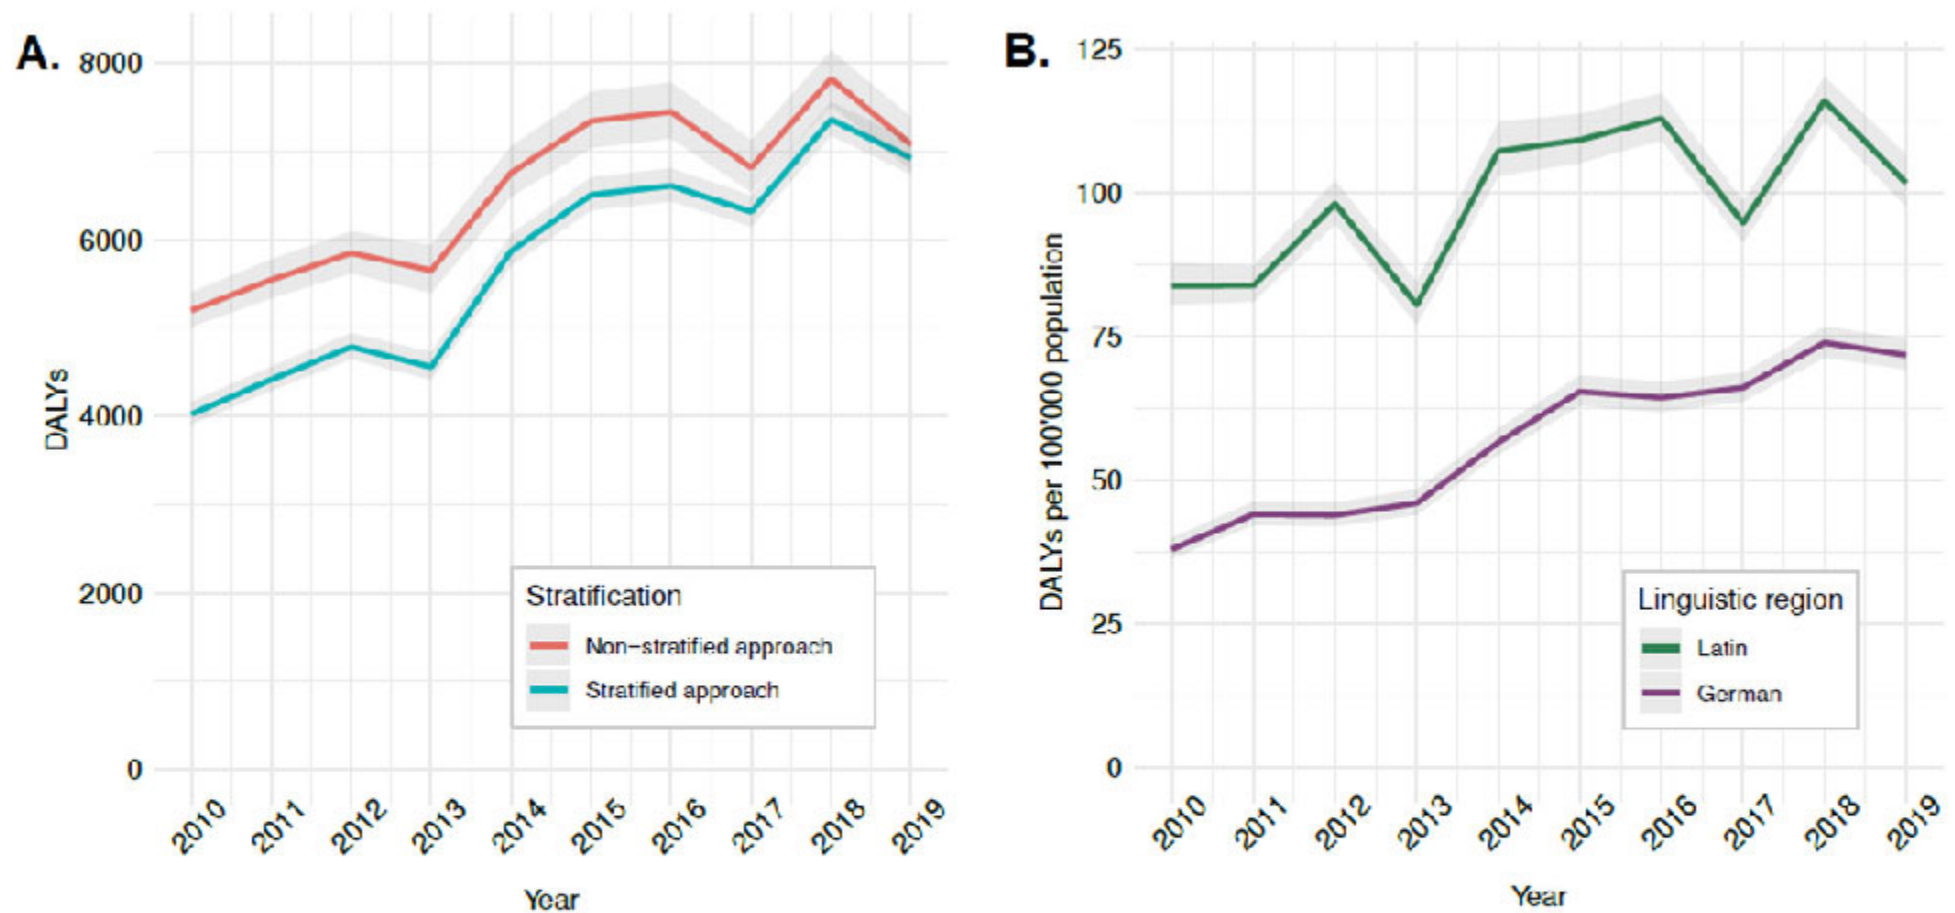 A.
8000
6000
4000
2000
0
DALYs
Stratification
Non-stratified approach
Stratified approach
2010
2011
2012
2013
2014
2015
2016
2017
2018
2019
Year
B.
125
100
75
50
25
0
DALYs per 100'000 population
Linguistic region
Latin
German
2010
2011
2012
2013
2014
2015
2016
2017
2018
2019
Year